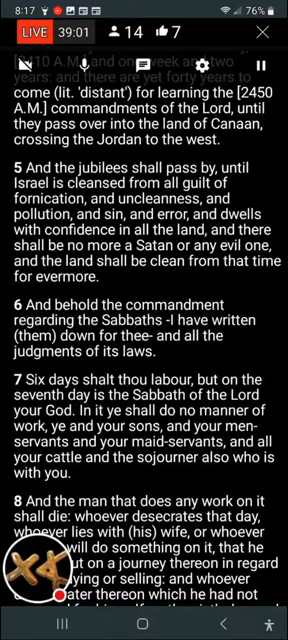 8:17
76%
LIVE 39:01 14 7
[2410 A.M.] and one week and two
years: and there are yet forty years to
come (lit. 'distant') for learning the [2450
A.M.] commandments of the Lord, until
they pass over into the land of Canaan,
crossing the Jordan to the west.
5 And the jubilees shall pass by, until
Israel is cleansed from all guilt of
fornication, and uncleanness, and
pollution, and sin, and error, and dwells
with confidence in all the land, and there
shall be no more a Satan or any evil one,
and the land shall be clean from that time
for evermore.
6 And behold the commandment
regarding the Sabbaths -I have written
(them) down for thee- and all the
judgments of its laws.
7 Six days shalt thou labour, but on the
seventh day is the Sabbath of the Lord
your God. In it ye shall do no manner of
work, ye and your sons, and your men-
servants and your maid-servants, and all
your cattle and the sojourner also who is
with you.
8 And the man that does any work on it
shall die: whoever desecrates that day,
whoever lies with (his) wife, or whoever
will do something on it, that he
out on a journey thereon in regard
buying or selling: and whoever
water thereon which he had not